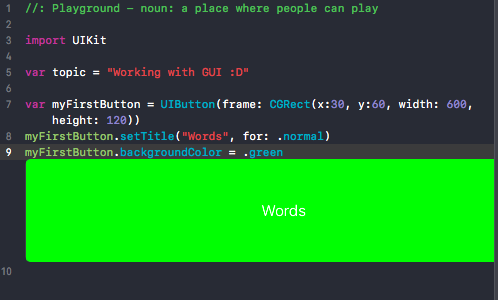 1 //: Playground – noun: a place where people can play
2
3 import UIKit
4
5 var topic = "Working with GUI :D"
6
7 var myFirstButton = UIButton(frame: CGRect(x:30, y:60, width: 600,
height: 120))
8 myFirstButton.setTitle("Words", for: .normal)
9 myFirstButton.backgroundColor = .green
Words
10